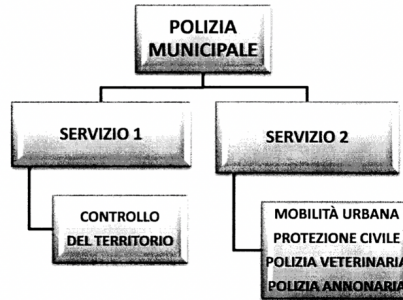 POLIZIA
MUNICIPALE
SERVIZIO 1
SERVIZIO 2
CONTROLLO
DEL TERRITORIO
MOBILITÀ URBANA
PROTEZIONE CIVILE
POLIZIA VETERINARIA
POLIZIA ANNONARIA